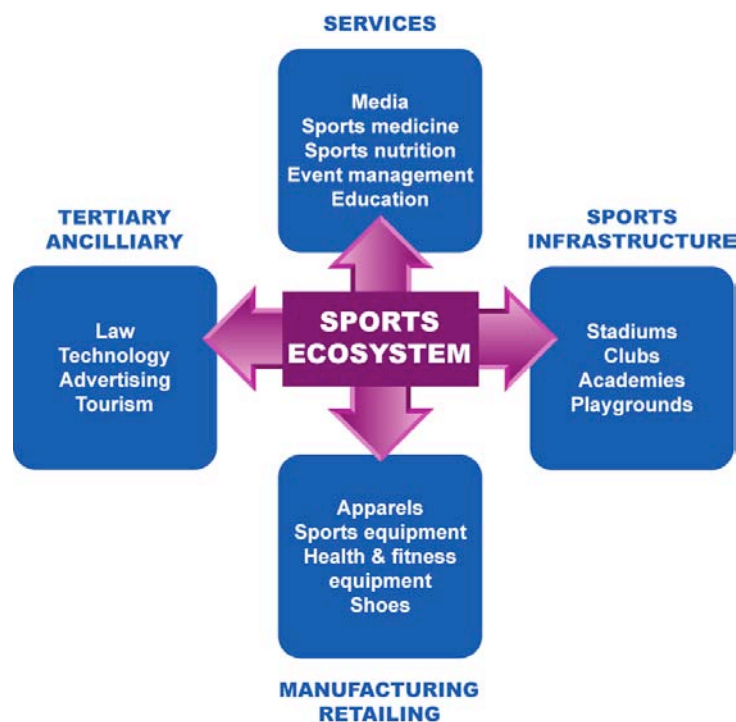 SERVICES
Media
Sports medicine
Sports nutrition
Event management
Education
TERTIARY
ANCILLIARY
Law
Technology
Advertising
Tourism
SPORTS
ECOSYSTEM
SPORTS
INFRASTRUCTURE
Stadiums
Clubs
Academies
Playgrounds
Apparels
Sports equipment
Health & fitness
equipment
Shoes
MANUFACTURING
RETAILING